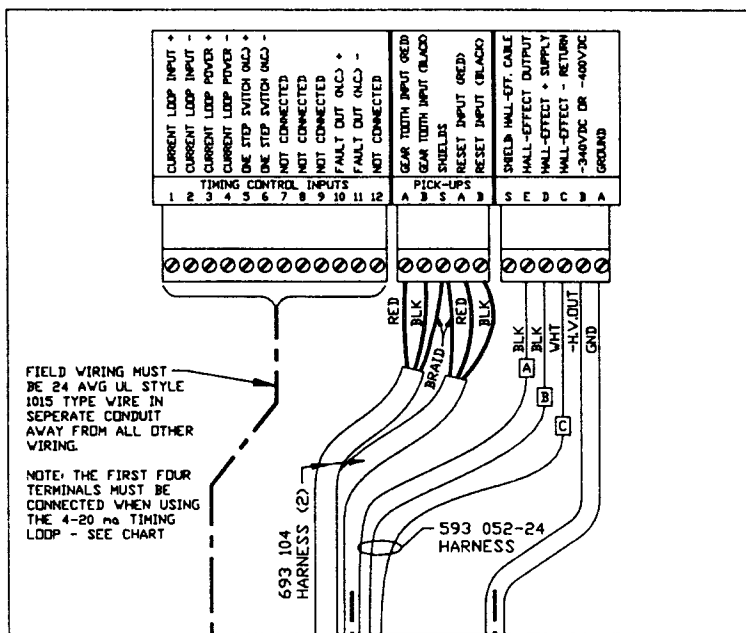 CURRENT LOOP INPUT +
CURRENT LOOP INPUT -
CURRENT LOOP POWER +
CURRENT LOOP POWER -
ONE STEP SWITCH (N.C.) +
ONE STEP SWITCH (N.C.) -
NOT CONNECTED
NOT CONNECTED
NOT CONNECTED
FAULT OUT (N.C.) +
FAULT OUT (N.C.) -
NOT CONNECTED
GEAR TOOTH INPUT (RED)
GEAR TOOTH INPUT (BLACK)
SHIELDS
RESET INPUT (RED)
RESET INPUT (BLACK)
SHIELD HALL-EFF. CABLE
HALL-EFFECT OUTPUT
HALL-EFFECT + SUPPLY
HALL-EFFECT - RETURN
-340VDC OR -400VDC
GROUND
TIMING CONTROL INPUTS
PICK-UPS
1 2 3 4 5 6 7 8 9 10 11 12
A B S A B
S E D C B A
RED
BLK
BRAID
RED
BLK
BLK
BLK
WHT
-H.V.OUT
GND
A
B
C
FIELD WIRING MUST
BE 24 AWG UL STYLE
1015 TYPE WIRE IN
SEPERATE CONDUIT
AWAY FROM ALL OTHER
WIRING.
NOTE: THE FIRST FOUR
TERMINALS MUST BE
CONNECTED WHEN USING
THE 4-20 ma TIMING
LOOP - SEE CHART
693 104
HARNESS (2)
593 052-24
HARNESS